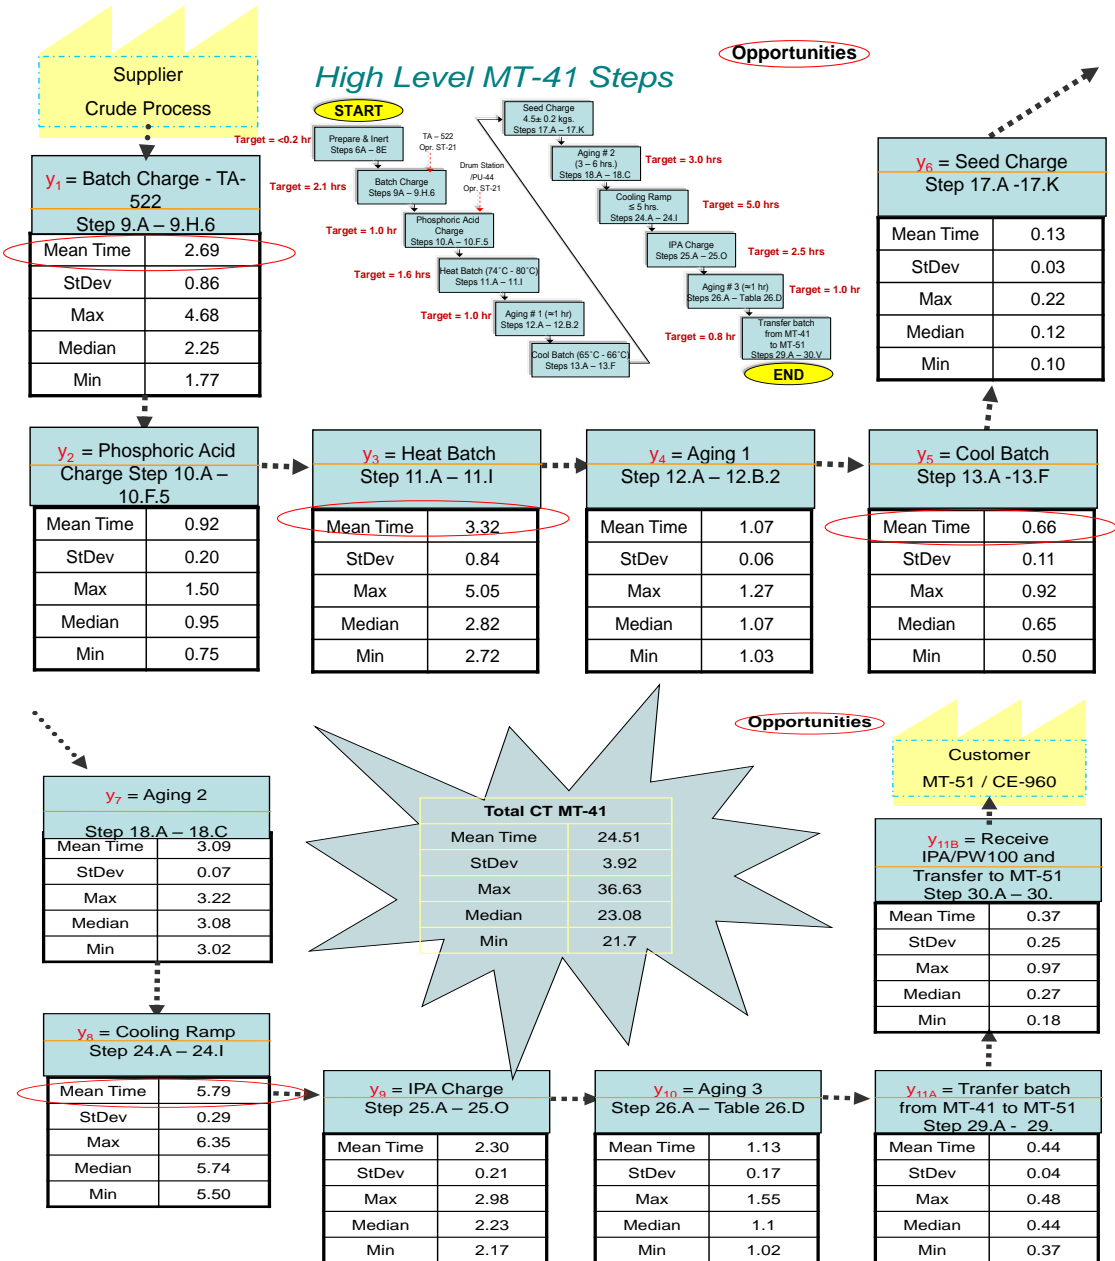 Opportunities
Supplier
Crude Process
High Level MT-41 Steps
START
Target = <0.2 hr
Prepare & Inert
Steps 6A – 8E
TA – 522
Opr. ST-21
Target = 2.1 hrs
Batch Charge
Steps 9A – 9.H.6
Drum Station
/PU-44
Opr. ST-21
Target = 1.0 hr
Phosphoric Acid
Charge
Steps 10.A – 10.F.5
Target = 1.6 hrs
Heat Batch (74˚C - 80˚C)
Steps 11.A – 11.I
Target = 1.0 hr
Aging # 1 (≈1 hr)
Steps 12.A – 12.B.2
Cool Batch (65˚C - 66˚C)
Steps 13.A – 13.F
Seed Charge
4.5± 0.2 kgs.
Steps 17.A – 17.K
Aging # 2
(3 – 6 hrs.)
Steps 18.A – 18.C
Target = 3.0 hrs
Cooling Ramp
≤ 5 hrs.
Steps 24.A – 24.I
Target = 5.0 hrs
IPA Charge
Steps 25.A – 25.O
Target = 2.5 hrs
Aging # 3 (≈1 hr)
Steps 26.A – Tabla 26.D
Target = 1.0 hr
Target = 0.8 hr
Transfer batch
from MT-41
to MT-51
Steps 29.A – 30.V
END
y1 = Batch Charge - TA-
522
Step 9.A – 9.H.6
Mean Time 2.69
StDev 0.86
Max 4.68
Median 2.25
Min 1.77
y6 = Seed Charge
Step 17.A -17.K
Mean Time 0.13
StDev 0.03
Max 0.22
Median 0.12
Min 0.10
y2 = Phosphoric Acid
Charge Step 10.A –
10.F.5
Mean Time 0.92
StDev 0.20
Max 1.50
Median 0.95
Min 0.75
y3 = Heat Batch
Step 11.A – 11.I
Mean Time 3.32
StDev 0.84
Max 5.05
Median 2.82
Min 2.72
y4 = Aging 1
Step 12.A – 12.B.2
Mean Time 1.07
StDev 0.06
Max 1.27
Median 1.07
Min 1.03
y5 = Cool Batch
Step 13.A -13.F
Mean Time 0.66
StDev 0.11
Max 0.92
Median 0.65
Min 0.50
Opportunities
Customer
MT-51 / CE-960
y7 = Aging 2
Step 18.A – 18.C
Mean Time 3.09
StDev 0.07
Max 3.22
Median 3.08
Min 3.02
Total CT MT-41
Mean Time 24.51
StDev 3.92
Max 36.63
Median 23.08
Min 21.7
y11B = Receive
IPA/PW100 and
Transfer to MT-51
Step 30.A – 30.
Mean Time 0.37
StDev 0.25
Max 0.97
Median 0.27
Min 0.18
y8 = Cooling Ramp
Step 24.A – 24.I
Mean Time 5.79
StDev 0.29
Max 6.35
Median 5.74
Min 5.50
y9 = IPA Charge
Step 25.A – 25.O
Mean Time 2.30
StDev 0.21
Max 2.98
Median 2.23
Min 2.17
y10 = Aging 3
Step 26.A – Table 26.D
Mean Time 1.13
StDev 0.17
Max 1.55
Median 1.1
Min 1.02
y11A = Tranfer batch
from MT-41 to MT-51
Step 29.A - 29.
Mean Time 0.44
StDev 0.04
Max 0.48
Median 0.44
Min 0.37